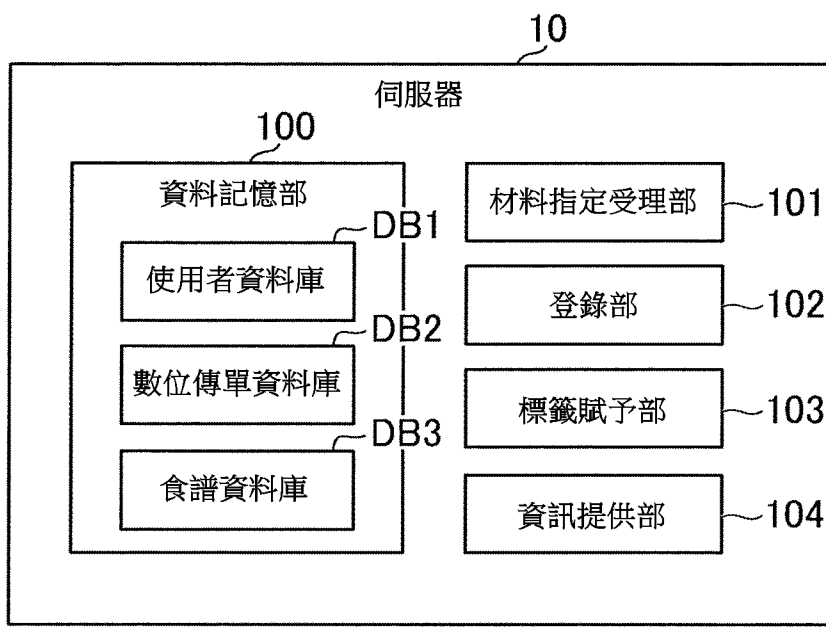 10
伺服器
100
資料記憶部
DB1
使用者資料庫
DB2
數位傳單資料庫
DB3
食譜資料庫
材料指定受理部
101
登錄部
102
標籤賦予部
103
資訊提供部
104